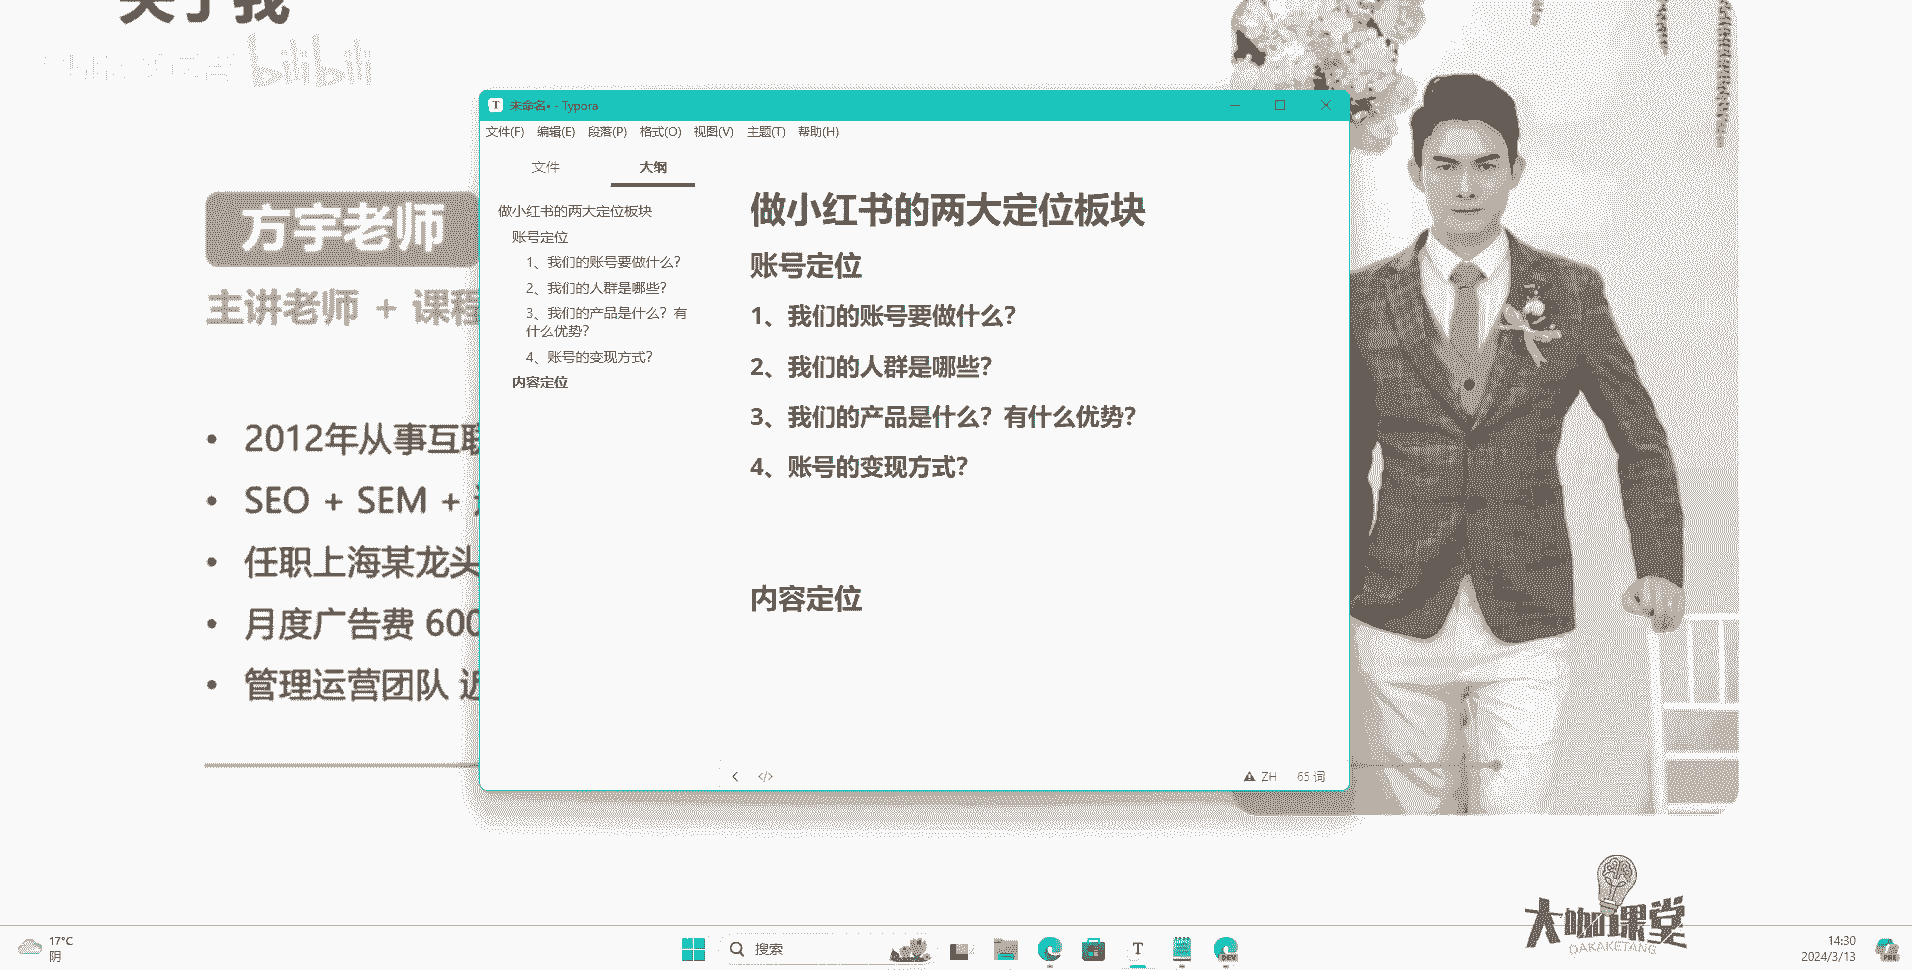 关于我
bilibili
方宇老师
主讲老师 + 课程
2012年从事互联
SEO + SEM +
任职上海某龙头
月度广告费 600
管理运营团队 近
未命名• - Typora
文件(F) 编辑(E) 段落(P) 格式(O) 视图(V) 主题(T) 帮助(H)
文件 大纲
做小红书的两大定位板块
账号定位
1、我们的账号要做什么？
2、我们的人群是哪些？
3、我们的产品是什么？有
什么优势？
4、账号的变现方式？
内容定位
做小红书的两大定位板块
账号定位
1、我们的账号要做什么？
2、我们的人群是哪些？
3、我们的产品是什么？有什么优势？
4、账号的变现方式？
内容定位
ZH 65 词
大咖课堂
DAKAKETANG
17°C
阴
搜索
DEV
14:30
2024/3/13
PRE